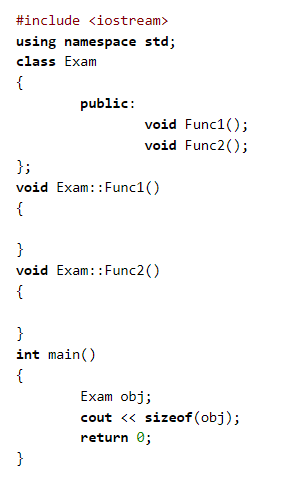 #include <iostream>
using namespace std;
class Exam
{
        public:
                void Func1();
                void Func2();
};
void Exam::Func1()
{

}
void Exam::Func2()
{

}
int main()
{
        Exam obj;
        cout << sizeof(obj);
        return 0;
}